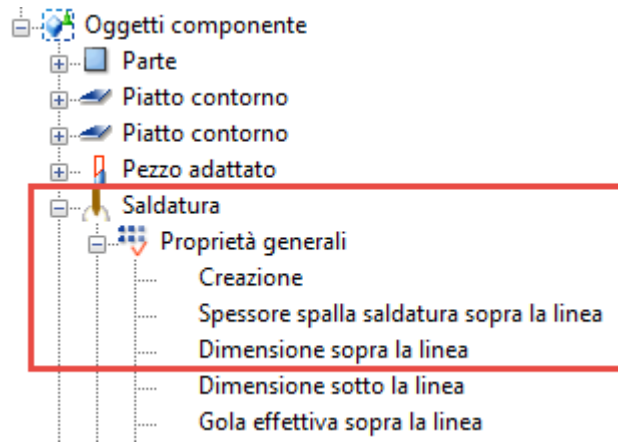 Oggetti componente
Parte
Piatto contorno
Piatto contorno
Pezzo adattato
Saldatura
Proprietà generali
Creazione
Spessore spalla saldatura sopra la linea
Dimensione sopra la linea
Dimensione sotto la linea
Gola effettiva sopra la linea